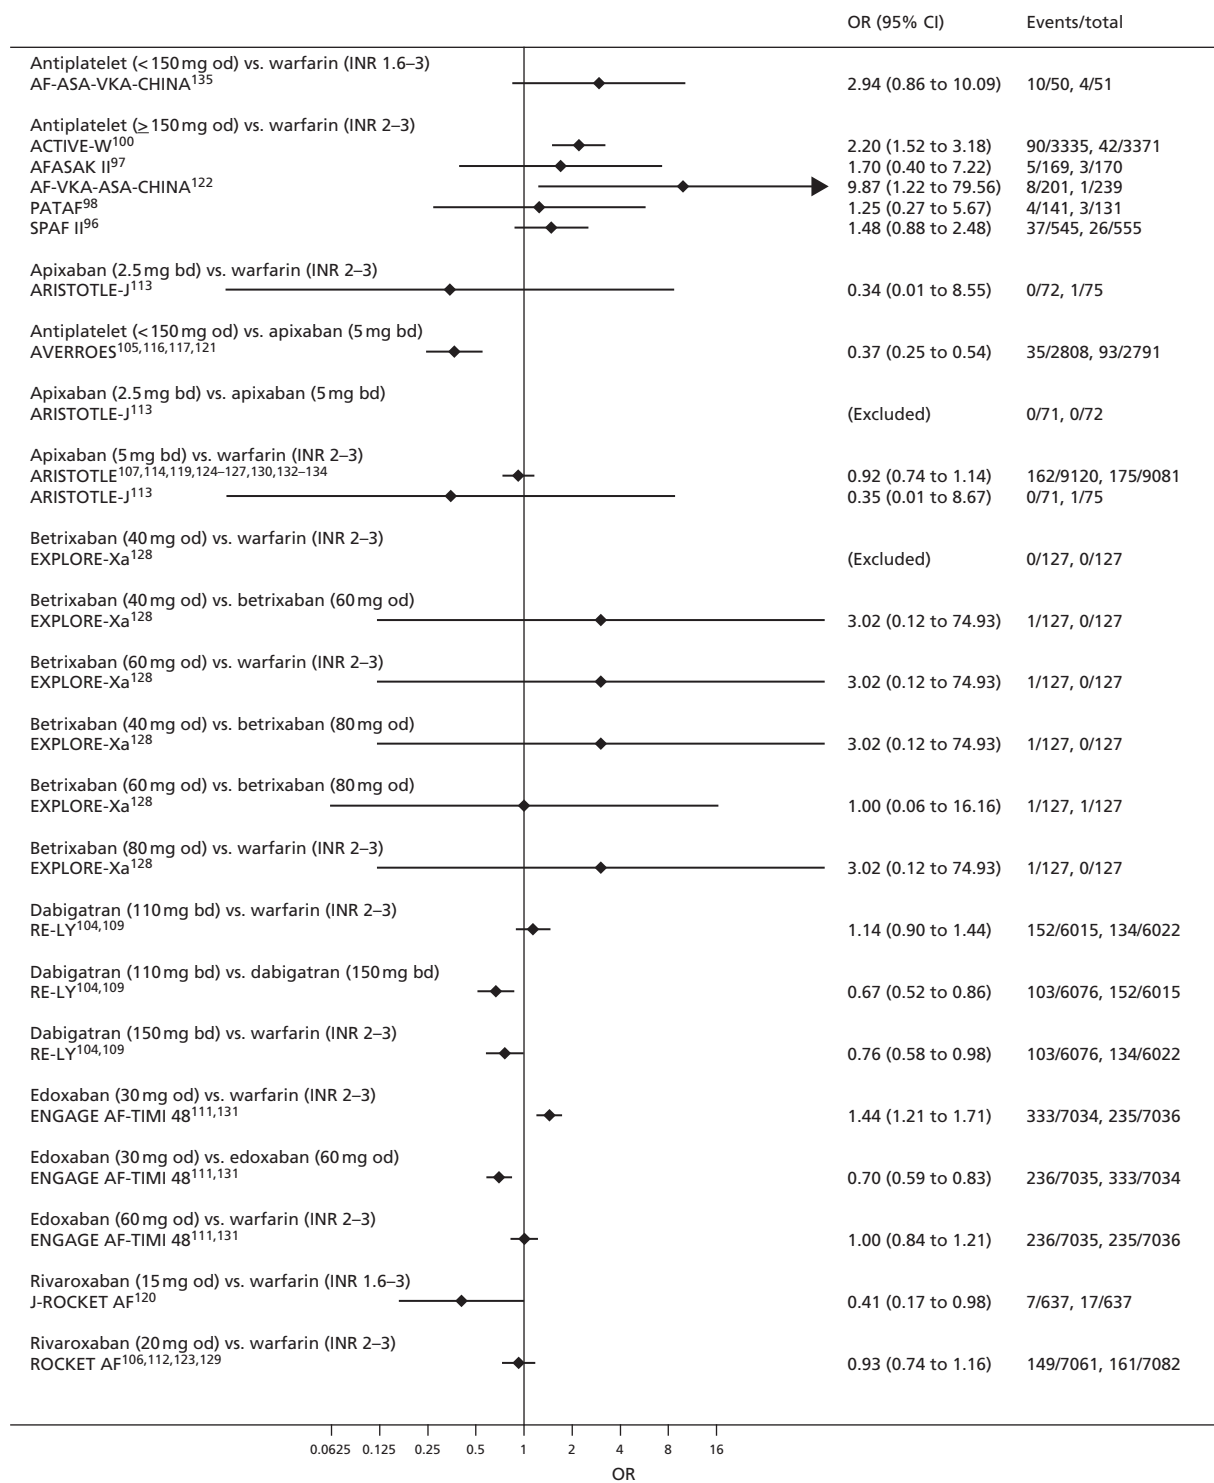 OR (95% CI) Events/total
Antiplatelet (< 150 mg od) vs. warfarin (INR 1.6–3)
AF-ASA-VKA-CHINA135 2.94 (0.86 to 10.09) 10/50, 4/51
Antiplatelet (≥ 150 mg od) vs. warfarin (INR 2–3)
ACTIVE-W100 2.20 (1.52 to 3.18) 90/3335, 42/3371
AFASAK II97 1.70 (0.40 to 7.22) 5/169, 3/170
AF-VKA-ASA-CHINA122 9.87 (1.22 to 79.56) 8/201, 1/239
PATAF98 1.25 (0.27 to 5.67) 4/141, 3/131
SPAF II96 1.48 (0.88 to 2.48) 37/545, 26/555
Apixaban (2.5 mg bd) vs. warfarin (INR 2–3)
ARISTOTLE-J113 0.34 (0.01 to 8.55) 0/72, 1/75
Antiplatelet (< 150 mg od) vs. apixaban (5 mg bd)
AVERROES105,116,117,121 0.37 (0.25 to 0.54) 35/2808, 93/2791
Apixaban (2.5 mg bd) vs. apixaban (5 mg bd)
ARISTOTLE-J113 (Excluded) 0/71, 0/72
Apixaban (5 mg bd) vs. warfarin (INR 2–3)
ARISTOTLE107,114,119,124–127,130,132–134 0.92 (0.74 to 1.14) 162/9120, 175/9081
ARISTOTLE-J113 0.35 (0.01 to 8.67) 0/71, 1/75
Betrixaban (40 mg od) vs. warfarin (INR 2–3)
EXPLORE-Xa128 (Excluded) 0/127, 0/127
Betrixaban (40 mg od) vs. betrixaban (60 mg od)
EXPLORE-Xa128 3.02 (0.12 to 74.93) 1/127, 0/127
Betrixaban (60 mg od) vs. warfarin (INR 2–3)
EXPLORE-Xa128 3.02 (0.12 to 74.93) 1/127, 0/127
Betrixaban (40 mg od) vs. betrixaban (80 mg od)
EXPLORE-Xa128 3.02 (0.12 to 74.93) 1/127, 0/127
Betrixaban (60 mg od) vs. betrixaban (80 mg od)
EXPLORE-Xa128 1.00 (0.06 to 16.16) 1/127, 1/127
Betrixaban (80 mg od) vs. warfarin (INR 2–3)
EXPLORE-Xa128 3.02 (0.12 to 74.93) 1/127, 0/127
Dabigatran (110 mg bd) vs. warfarin (INR 2–3)
RE-LY104,109 1.14 (0.90 to 1.44) 152/6015, 134/6022
Dabigatran (110 mg bd) vs. dabigatran (150 mg bd)
RE-LY104,109 0.67 (0.52 to 0.86) 103/6076, 152/6015
Dabigatran (150 mg bd) vs. warfarin (INR 2–3)
RE-LY104,109 0.76 (0.58 to 0.98) 103/6076, 134/6022
Edoxaban (30 mg od) vs. warfarin (INR 2–3)
ENGAGE AF-TIMI 48111,131 1.44 (1.21 to 1.71) 333/7034, 235/7036
Edoxaban (30 mg od) vs. edoxaban (60 mg od)
ENGAGE AF-TIMI 48111,131 0.70 (0.59 to 0.83) 236/7035, 333/7034
Edoxaban (60 mg od) vs. warfarin (INR 2–3)
ENGAGE AF-TIMI 48111,131 1.00 (0.84 to 1.21) 236/7035, 235/7036
Rivaroxaban (15 mg od) vs. warfarin (INR 1.6–3)
J-ROCKET AF120 0.41 (0.17 to 0.98) 7/637, 17/637
Rivaroxaban (20 mg od) vs. warfarin (INR 2–3)
ROCKET AF106,112,123,129 0.93 (0.74 to 1.16) 149/7061, 161/7082
0.0625 0.125 0.25 0.5 1 2 4 8 16
OR